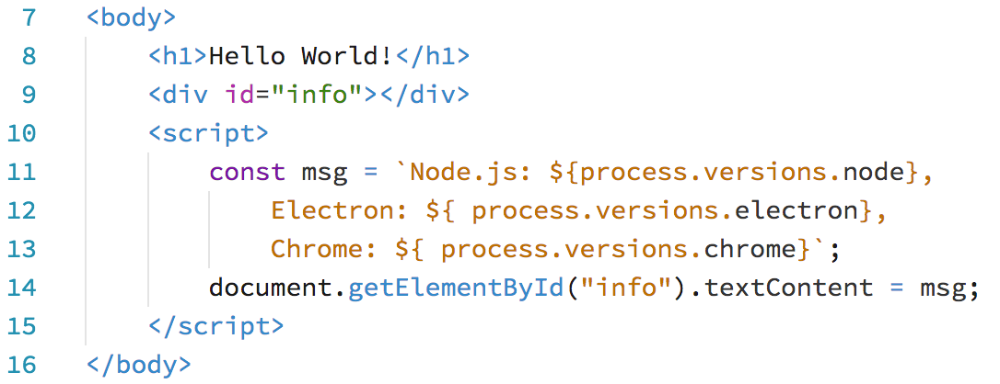 7 <body>
8 <h1>Hello World!</h1>
9 <div id="info"></div>
10 <script>
11 const msg = `Node.js: ${process.versions.node},
12 Electron: ${ process.versions.electron},
13 Chrome: ${ process.versions.chrome}`;
14 document.getElementById("info").textContent = msg;
15 </script>
16 </body>